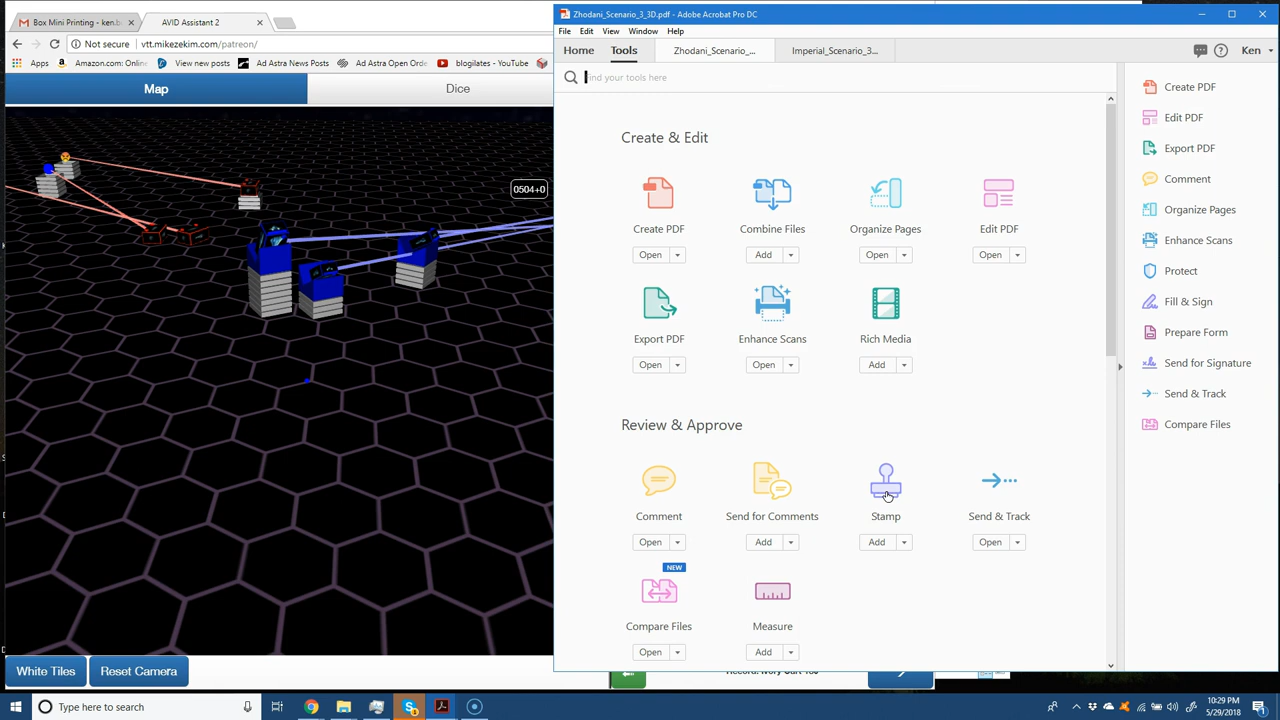 Box Mini Printing - ken.b
AVID Assistant 2
Not secure
vtt.mikezekim.com/patreon/
Apps
Amazon.com: Onlin
View new posts
Ad Astra News Posts
Ad Astra Open Orde
blogilates - YouTube
Map
Dice
0504+0
White Tiles
Reset Camera
Zhodani_Scenario_3_3D.pdf - Adobe Acrobat Pro DC
File Edit View Window Help
Home
Tools
Zhodani_Scenario_...
Imperial_Scenario_3...
Ken
Find your tools here
Create & Edit
Create PDF
Combine Files
Organize Pages
Edit PDF
Open
Add
Open
Open
Export PDF
Enhance Scans
Rich Media
Open
Open
Add
Review & Approve
Comment
Send for Comments
Stamp
Send & Track
Open
Add
Add
Open
NEW
Compare Files
Measure
Open
Add
Create PDF
Edit PDF
Export PDF
Comment
Organize Pages
Enhance Scans
Protect
Fill & Sign
Prepare Form
Send for Signature
Send & Track
Compare Files
Type here to search
10:29 PM
5/29/2018